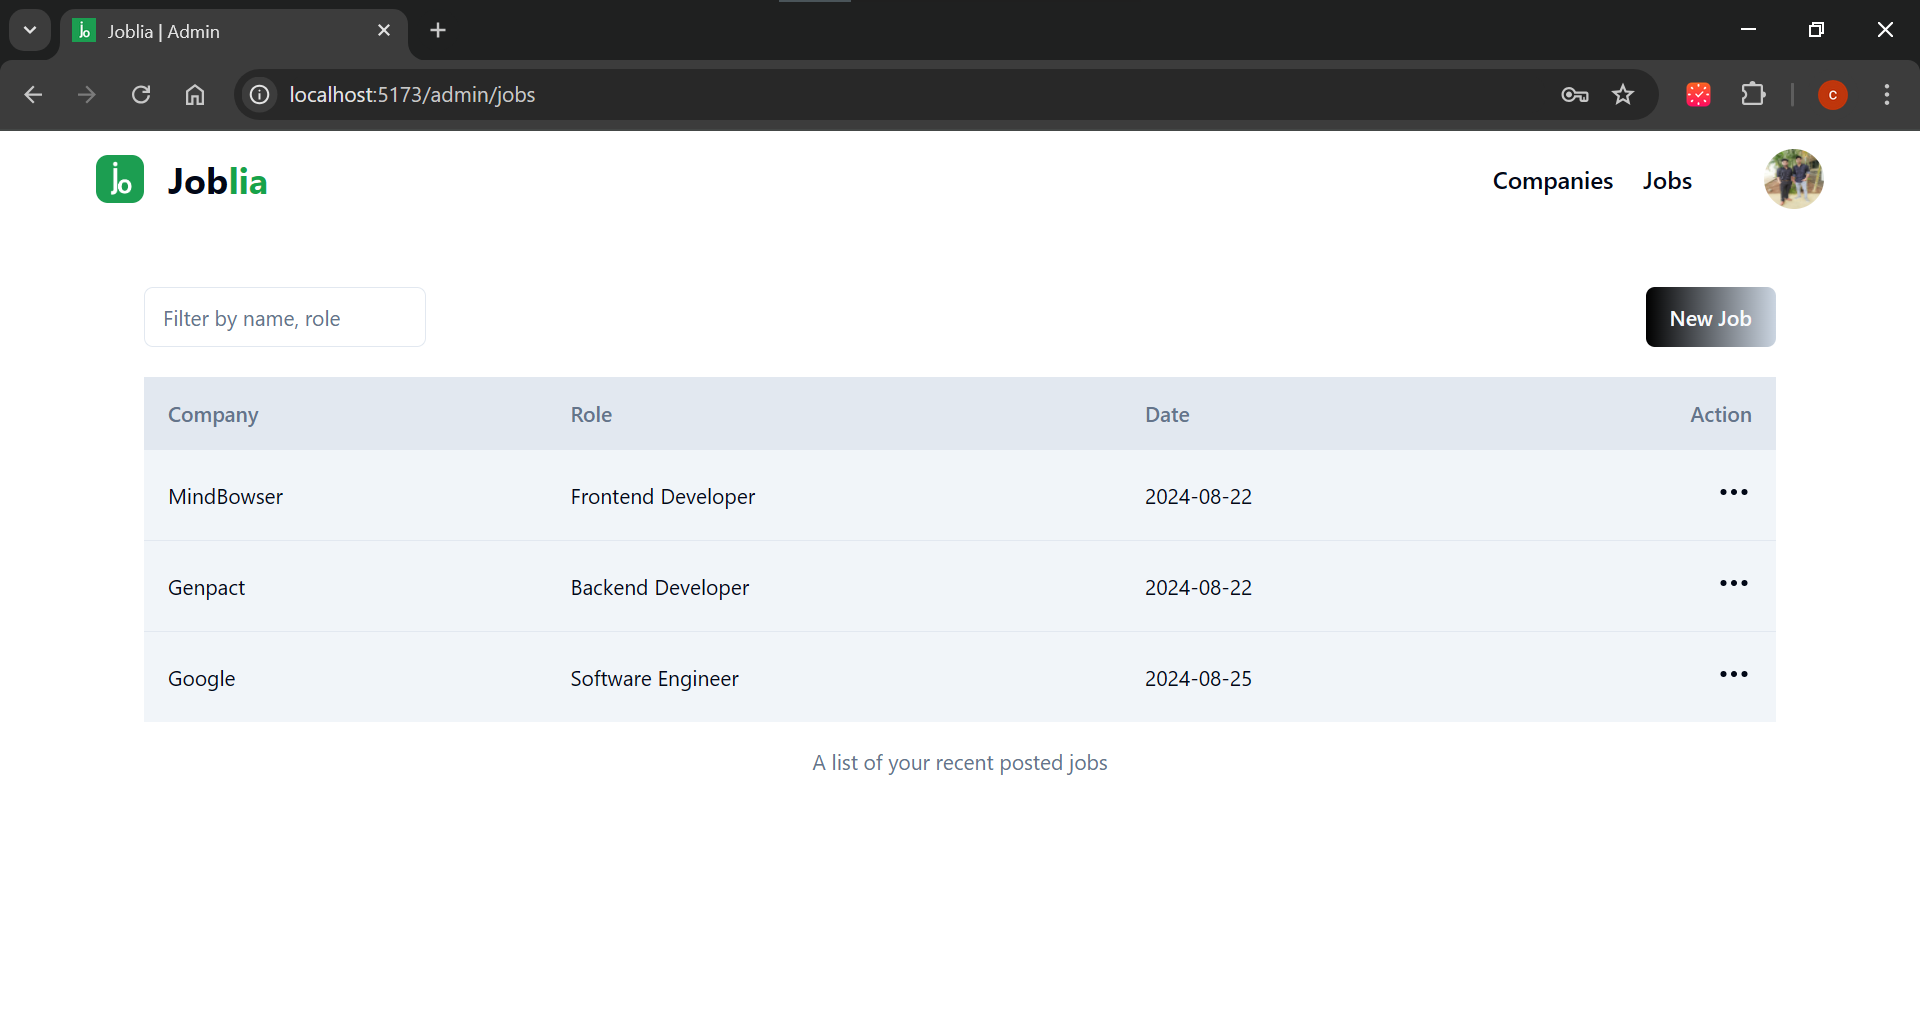 jo Joblia | Admin
localhost:5173/admin/jobs
c
jo Joblia
Companies Jobs
Filter by name, role
New Job
Company Role Date Action
MindBowser Frontend Developer 2024-08-22
Genpact Backend Developer 2024-08-22
Google Software Engineer 2024-08-25
A list of your recent posted jobs